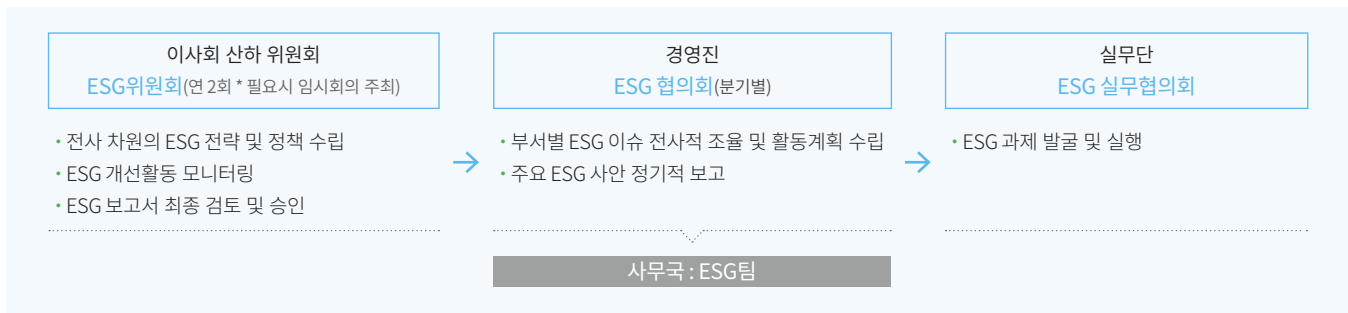 이사회 산하 위원회
ESG위원회(연 2회 * 필요시 임시회의 주최)
• 전사 차원의 ESG 전략 및 정책 수립
• ESG 개선활동 모니터링
• ESG 보고서 최종 검토 및 승인
경영진
ESG 협의회(분기별)
• 부서별 ESG 이슈 전사적 조율 및 활동계획 수립
• 주요 ESG 사안 정기적 보고
사무국 : ESG팀
실무단
ESG 실무협의회
• ESG 과제 발굴 및 실행